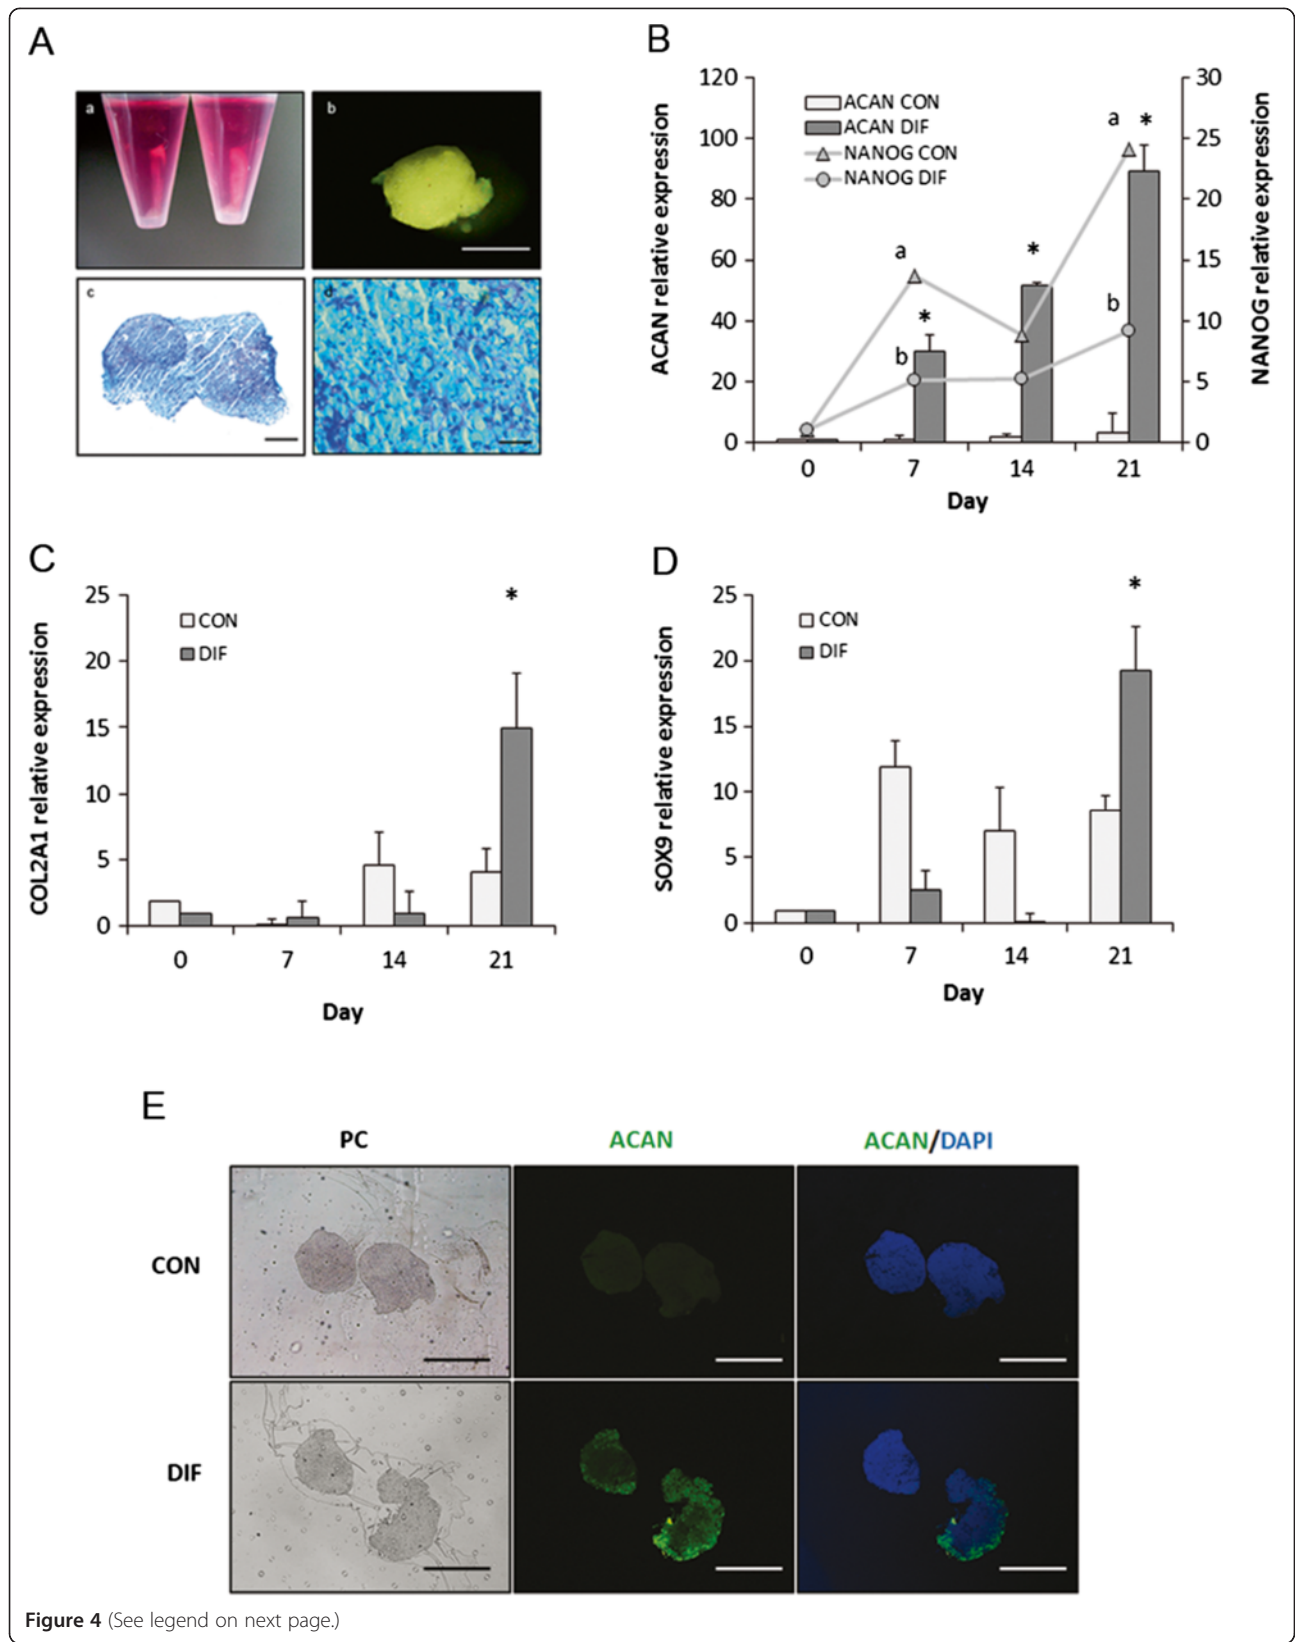 A
a
b
c
d
B
ACAN relative expression
120
100
80
60
40
20
0
ACAN CON
ACAN DIF
NANOG CON
NANOG DIF
a
*
a
*
*
b
b
30
25
20
15
10
5
0
NANOG relative expression
0 7 14 21
Day
C
COL2A1 relative expression
25
20
15
10
5
0
CON
DIF
*
0 7 14 21
Day
D
SOX9 relative expression
25
20
15
10
5
0
CON
DIF
*
0 7 14 21
Day
E
PC ACAN ACAN/DAPI
CON
DIF
Figure 4 (See legend on next page.)